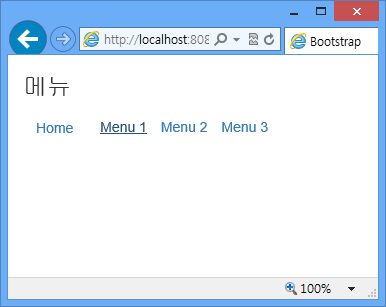 http://localhost:808
Bootstrap
메뉴
Home Menu 1 Menu 2 Menu 3
100%